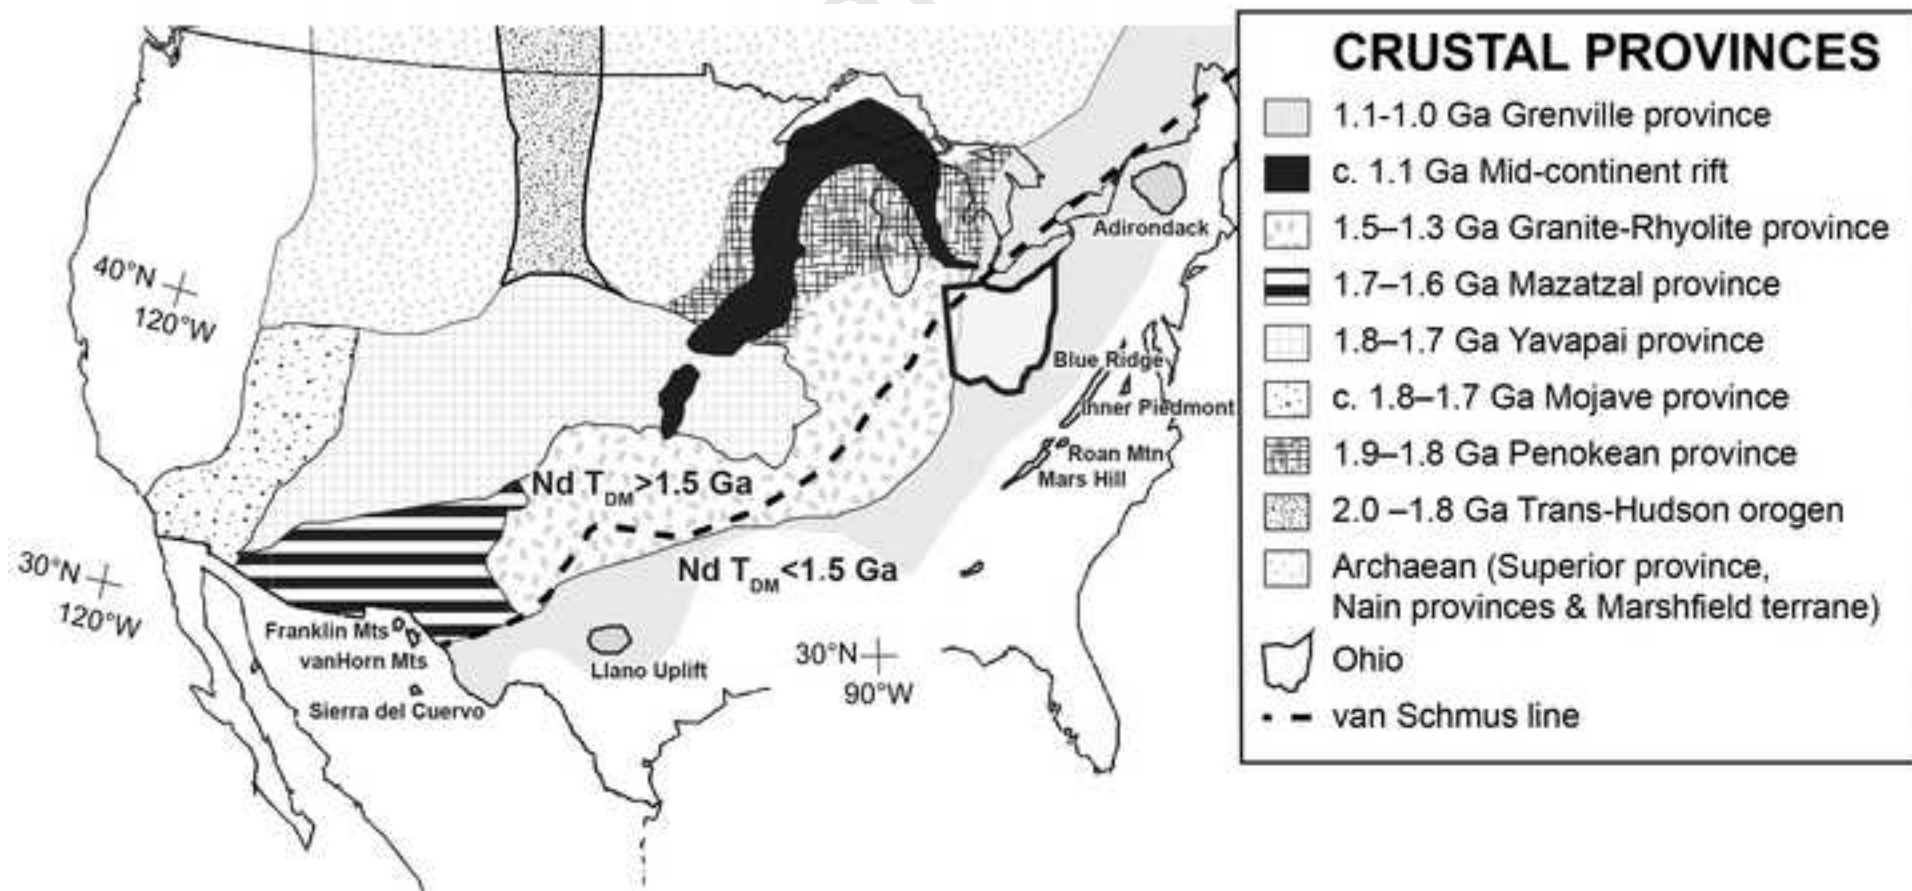 CRUSTAL PROVINCES
1.1-1.0 Ga Grenville province
c. 1.1 Ga Mid-continent rift
1.5–1.3 Ga Granite-Rhyolite province
1.7–1.6 Ga Mazatzal province
1.8–1.7 Ga Yavapai province
c. 1.8–1.7 Ga Mojave province
1.9–1.8 Ga Penokean province
2.0 –1.8 Ga Trans-Hudson orogen
Archaean (Superior province,
Nain provinces & Marshfield terrane)
Ohio
van Schmus line
Adirondack
40°N
120°W
Blue Ridge
Inner Piedmont
Roan Mtn
Mars Hill
Nd TDM>1.5 Ga
Nd TDM<1.5 Ga
30°N
120°W
Franklin Mts
vanHorn Mts
Sierra del Cuervo
Llano Uplift
30°N
90°W